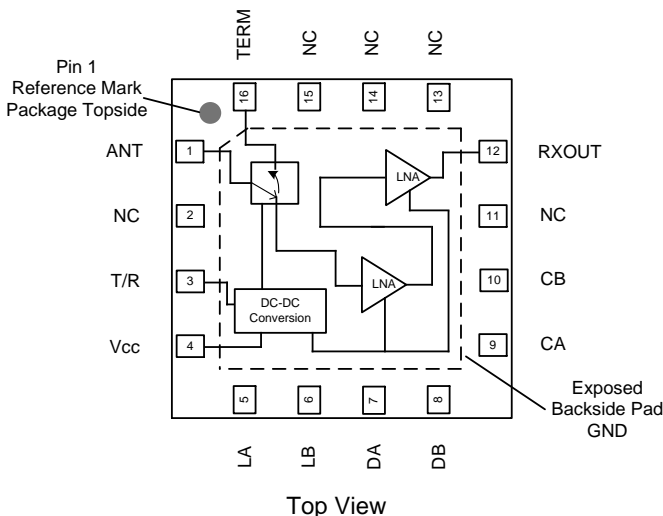 TERM
NC
NC
NC
Pin 1
Reference Mark
Package Topside
16
15
14
13
ANT
1
LNA
12
RXOUT
NC
2
11
NC
T/R
3
LNA
10
CB
DC-DC
Conversion
Vcc
4
9
CA
5
6
7
8
Exposed
Backside Pad
GND
LA
LB
DA
DB
Top View